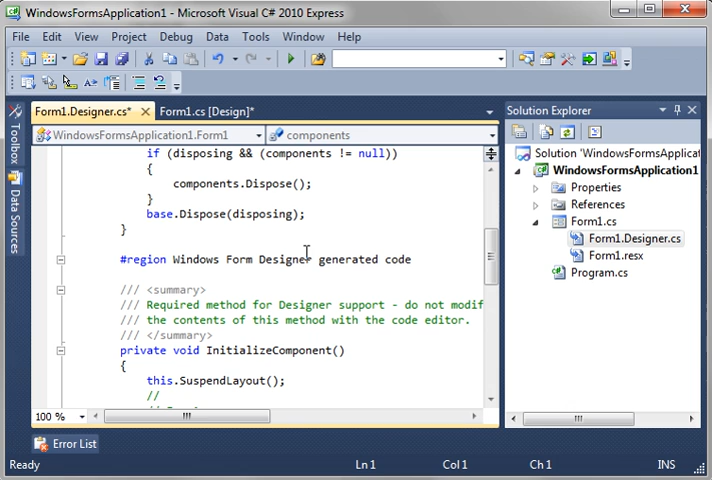 WindowsFormsApplication1 - Microsoft Visual C# 2010 Express
File Edit View Project Debug Data Tools Window Help
Form1.Designer.cs* Form1.cs [Design]*
WindowsFormsApplication1.Form1 components
if (disposing && (components != null))
{
components.Dispose();
}
base.Dispose(disposing);
}
#region Windows Form Designer generated code
/// <summary>
/// Required method for Designer support - do not modif
/// the contents of this method with the code editor.
/// </summary>
private void InitializeComponent()
{
this.SuspendLayout();
//
100 %
Toolbox
Data Sources
Solution Explorer
Solution 'WindowsFormsApplicat
WindowsFormsApplication1
Properties
References
Form1.cs
Form1.Designer.cs
Form1.resx
Program.cs
Error List
Ready Ln 1 Col 1 Ch 1 INS